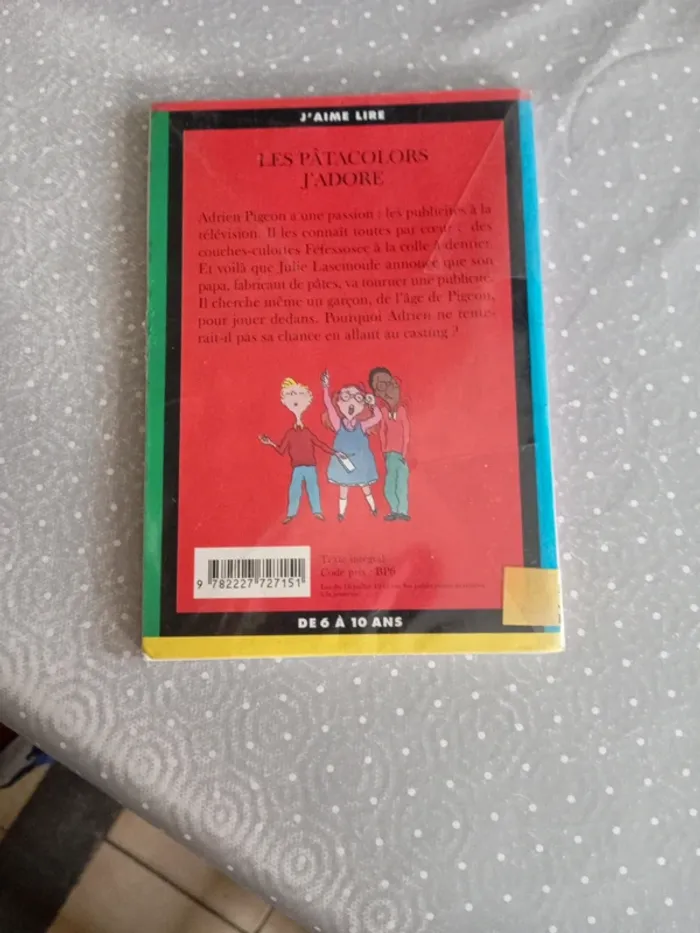 J'AIME LIRE
LES PÂTACOLORS
J'ADORE
Adrien Pigeon a une passion : les publicités à la
télévision. Il les connaît toutes par cœur : des
couches-culottes Féfessosec à la colle à dentier.
Et voilà que Julie Lasemoule annonce que son
papa, fabricant de pâtes, va tourner une publicité.
Il cherche même un garçon, de l'âge de Pigeon,
pour jouer dedans. Pourquoi Adrien ne tente-
rait-il pas sa chance en allant au casting ?
Texte intégral
Code prix : BP6
9 782227 727151
DE 6 À 10 ANS